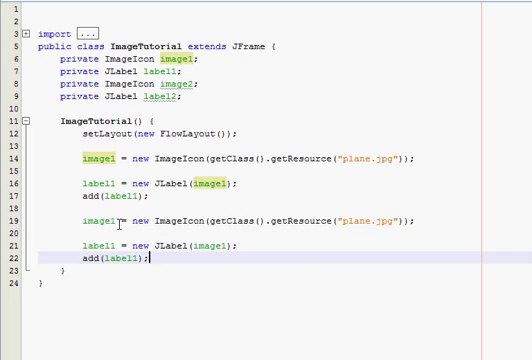 1
2
3 import ...
5 public class ImageTutorial extends JFrame {
6 private ImageIcon image1;
7 private JLabel label1;
8 private ImageIcon image2;
9 private JLabel label2;
10
11 ImageTutorial() {
12 setLayout(new FlowLayout());
13
14 image1 = new ImageIcon(getClass().getResource("plane.jpg"));
15
16 label1 = new JLabel(image1);
17 add(label1);
18
19 image1 = new ImageIcon(getClass().getResource("plane.jpg"));
20
21 label1 = new JLabel(image1);
22 add(label1);
23 }
24 }